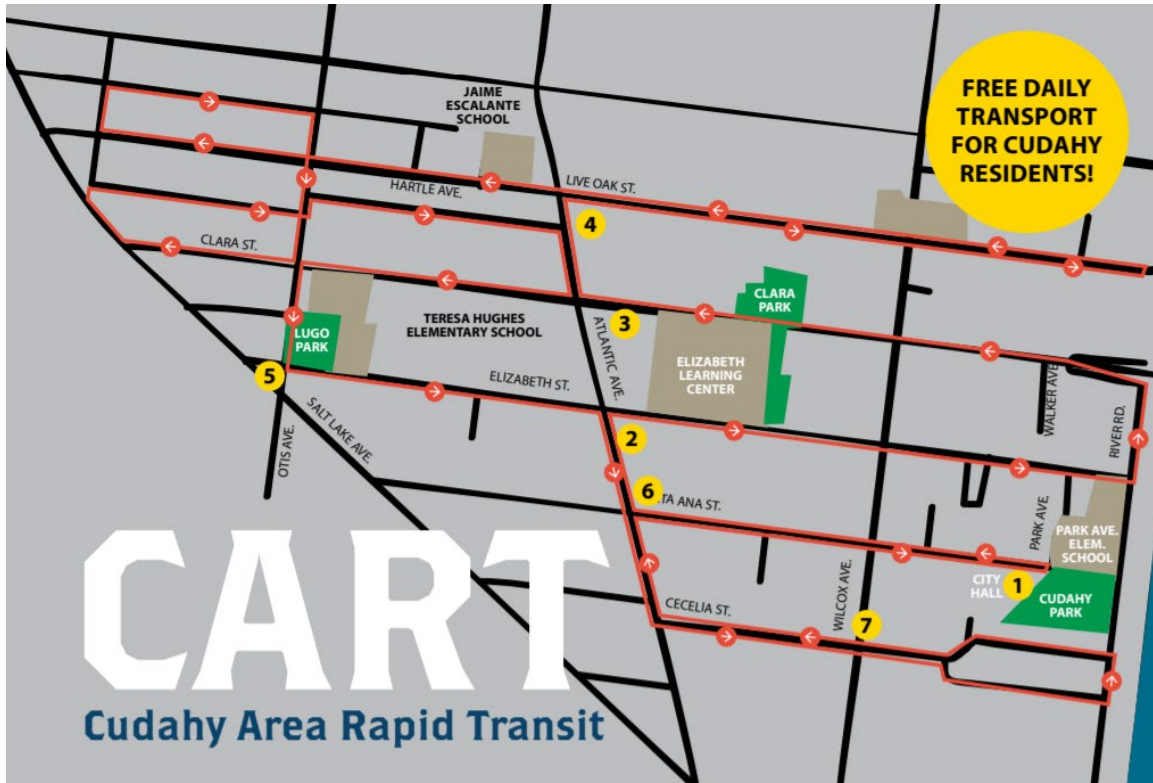 FREE DAILY
TRANSPORT
FOR CUDAHY
RESIDENTS!
JAIME
ESCALANTE
SCHOOL
LIVE OAK ST.
HARTLE AVE.
4
CLARA ST.
CLARA
PARK
3
TERESA HUGHES
ELEMENTARY SCHOOL
LUGO
PARK
ATLANTIC AVE.
ELIZABETH
LEARNING
CENTER
5
ELIZABETH ST.
WALKER AVE.
RIVER RD.
SALT LAKE AVE.
OTIS AVE.
2
6
TA ANA ST.
PARK AVE.
PARK AVE.
ELEM.
SCHOOL
CITY
HALL
1
CUDAHY
PARK
CECELIA ST.
WILCOX AVE.
7
CART
Cudahy Area Rapid Transit